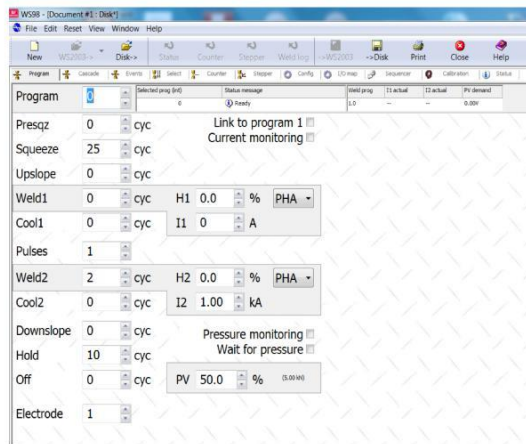 WS98 - [Document #1 : Disk*]
File Edit Reset View Window Help
New WS2003-> Disk-> Status Counter Stepper Weld log ->WS2003 ->Disk Print Close Help
Program Cascade Events Select Counter Stepper Config I/O map Sequencer Calibration Status
Program 0
Selected prog (int) Status message Weld prog I1 actual I2 actual PV demand
0 Ready 1.0 -- -- 0.00V
Presqz 0 cyc Link to program 1
Current monitoring
Squeeze 25 cyc
Upslope 0 cyc
Weld1 0 cyc H1 0.0 % PHA
Cool1 0 cyc I1 0 A
Pulses 1
Weld2 2 cyc H2 0.0 % PHA
Cool2 0 cyc I2 1.00 kA
Downslope 0 cyc Pressure monitoring
Wait for pressure
Hold 10 cyc
Off 0 cyc PV 50.0 % (5.00 kN)
Electrode 1